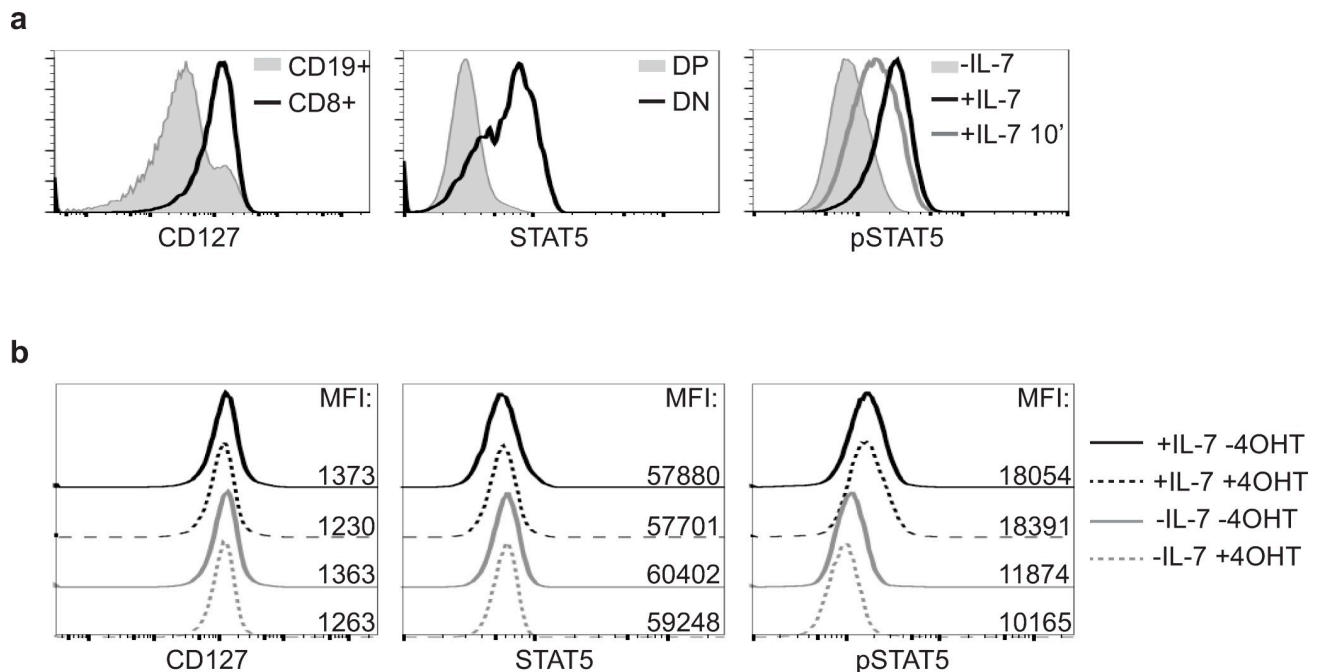 a
CD19+
CD8+
CD127
DP
DN
STAT5
-IL-7
+IL-7
+IL-7 10’
pSTAT5
b
MFI:
1373
1230
1363
1263
CD127
MFI:
57880
57701
60402
59248
STAT5
MFI:
18054
18391
11874
10165
pSTAT5
+IL-7 -4OHT
+IL-7 +4OHT
-IL-7 -4OHT
-IL-7 +4OHT